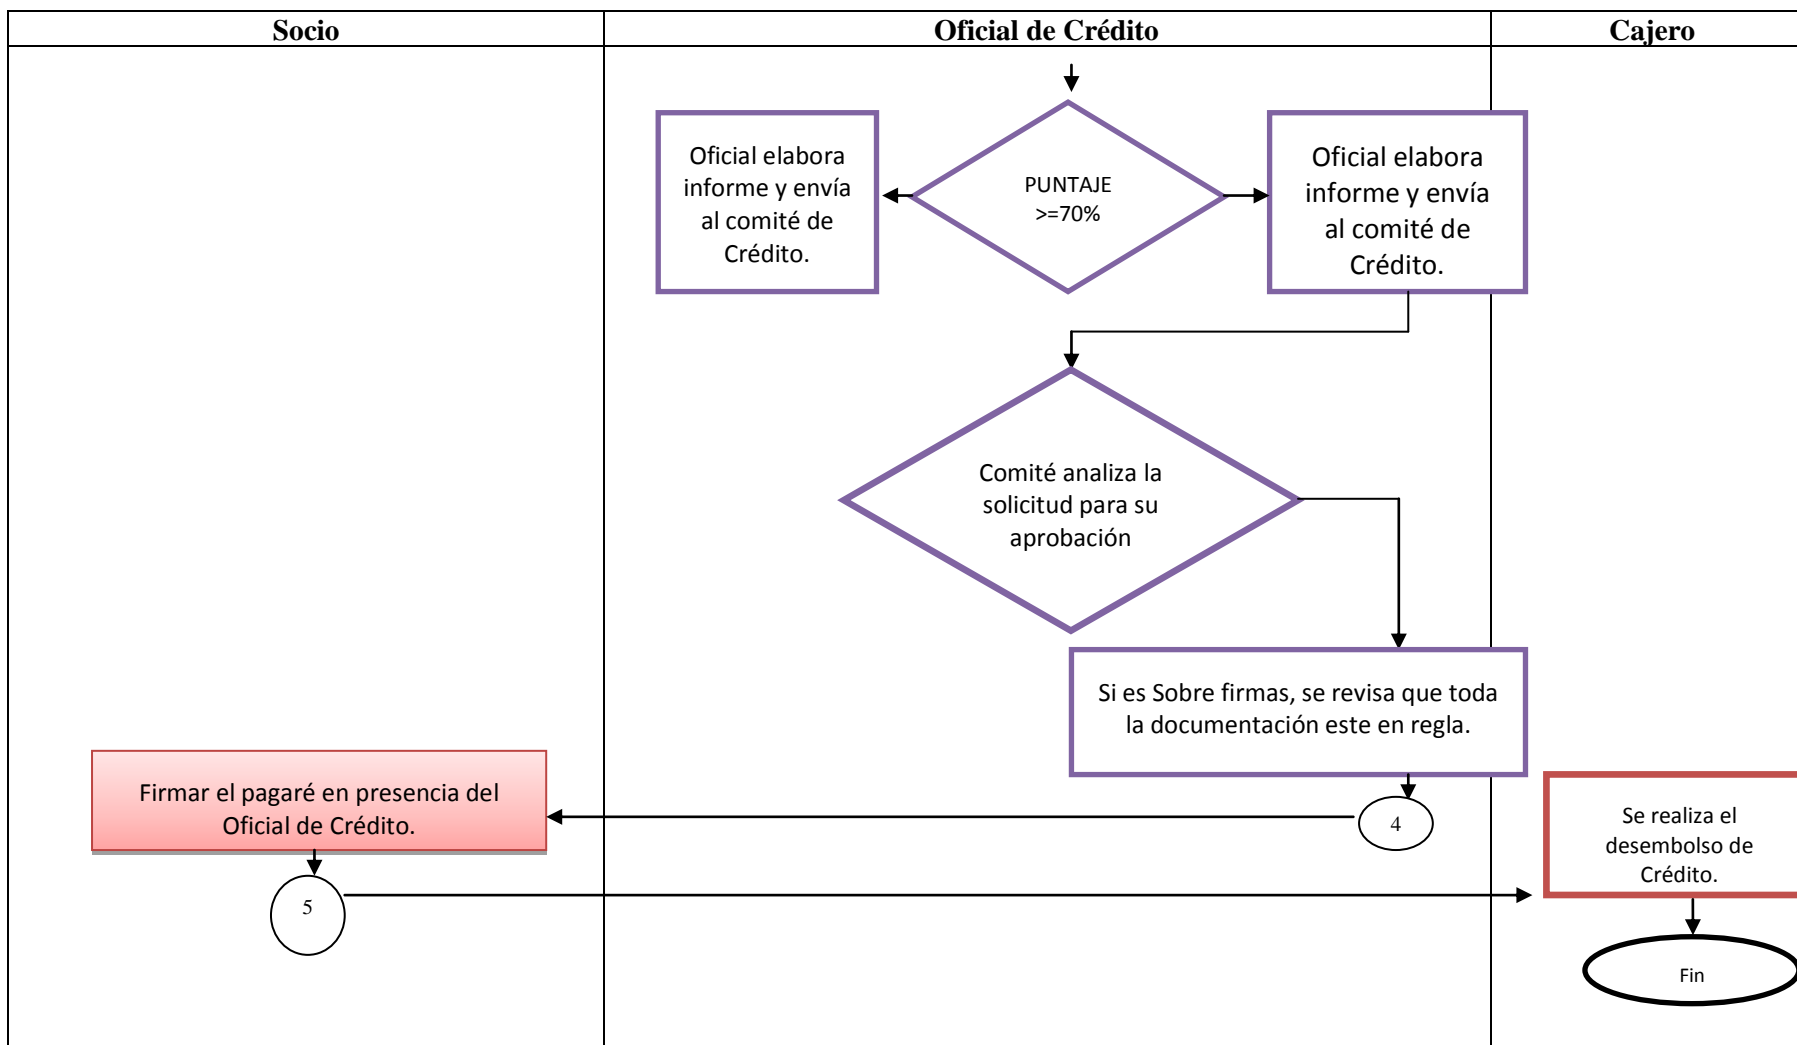 Socio
Oficial de Crédito
Cajero
Oficial elabora
informe y envía
al comité de
Crédito.
PUNTAJE
>=70%
Oficial elabora
informe y envía
al comité de
Crédito.
Comité analiza la
solicitud para su
aprobación
Si es Sobre firmas, se revisa que toda
la documentación este en regla.
Firmar el pagaré en presencia del
Oficial de Crédito.
4
Se realiza el
desembolso de
Crédito.
5
Fin